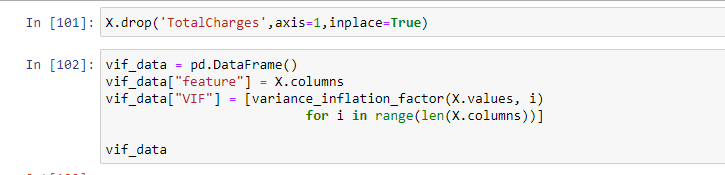 In [101]: X.drop('TotalCharges',axis=1,inplace=True)
In [102]: vif_data = pd.DataFrame()
vif_data["feature"] = X.columns
vif_data["VIF"] = [variance_inflation_factor(X.values, i)
for i in range(len(X.columns))]
vif_data